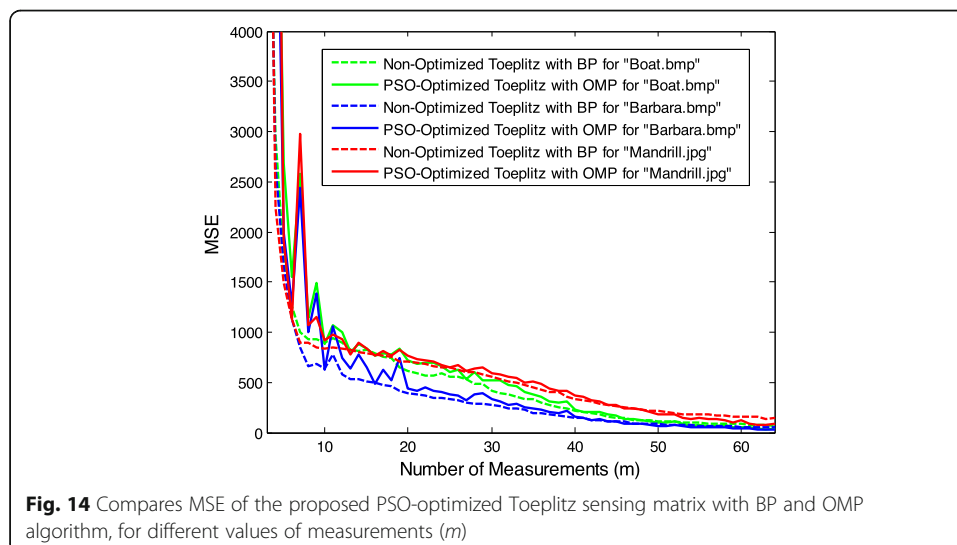 4000
3500
3000
2500
2000
1500
1000
500
0
MSE
Non-Optimized Toeplitz with BP for "Boat.bmp"
PSO-Optimized Toeplitz with OMP for "Boat.bmp"
Non-Optimized Toeplitz with BP for "Barbara.bmp"
PSO-Optimized Toeplitz with OMP for "Barbara.bmp"
Non-Optimized Toeplitz with BP for "Mandrill.jpg"
PSO-Optimized Toeplitz with OMP for "Mandrill.jpg"
10 20 30 40 50 60
Number of Measurements (m)
Fig. 14 Compares MSE of the proposed PSO-optimized Toeplitz sensing matrix with BP and OMP
algorithm, for different values of measurements (m)